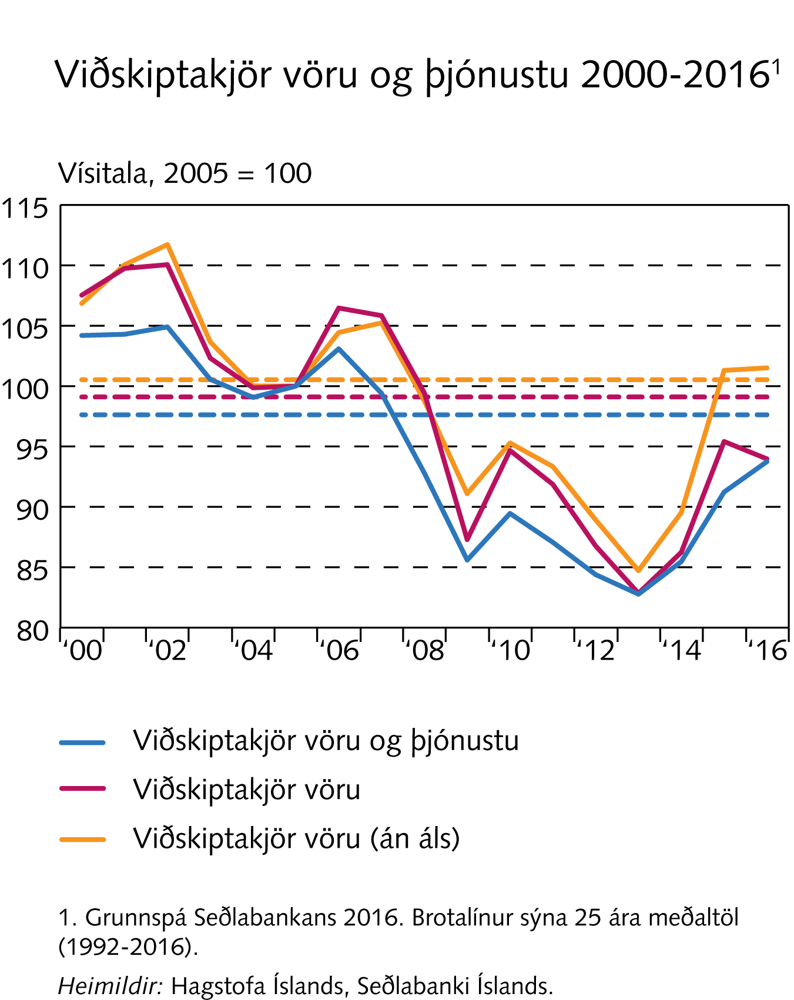 Viðskiptakjör vöru og þjónustu 2000-2016¹
Vísitala, 2005 = 100
115
110
105
100
95
90
85
80
‘00 ‘02 ‘04 ‘06 ‘08 ‘10 ‘12 ‘14 ‘16
Viðskiptakjör vöru og þjónustu
Viðskiptakjör vöru
Viðskiptakjör vöru (án áls)
1. Grunnspá Seðlabankans 2016. Brotalínur sýna 25 ára meðaltöl
(1992-2016).
Heimildir: Hagstofa Íslands, Seðlabanki Íslands.